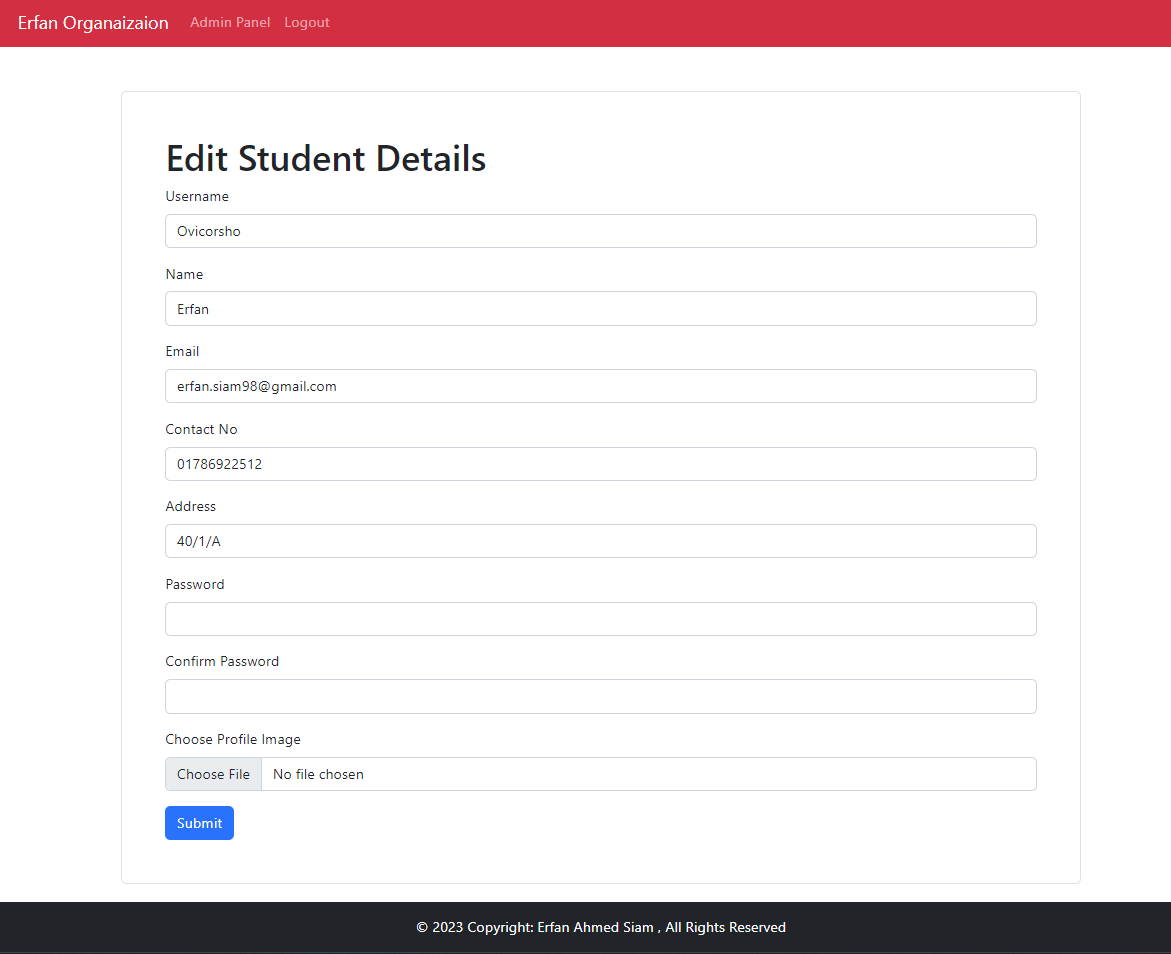 Erfan Organaizaion Admin Panel Logout
Edit Student Details
Username
Ovicorsho
Name
Erfan
Email
erfan.siam98@gmail.com
Contact No
01786922512
Address
40/1/A
Password
Confirm Password
Choose Profile Image
Choose File No file chosen
Submit
© 2023 Copyright: Erfan Ahmed Siam , All Rights Reserved